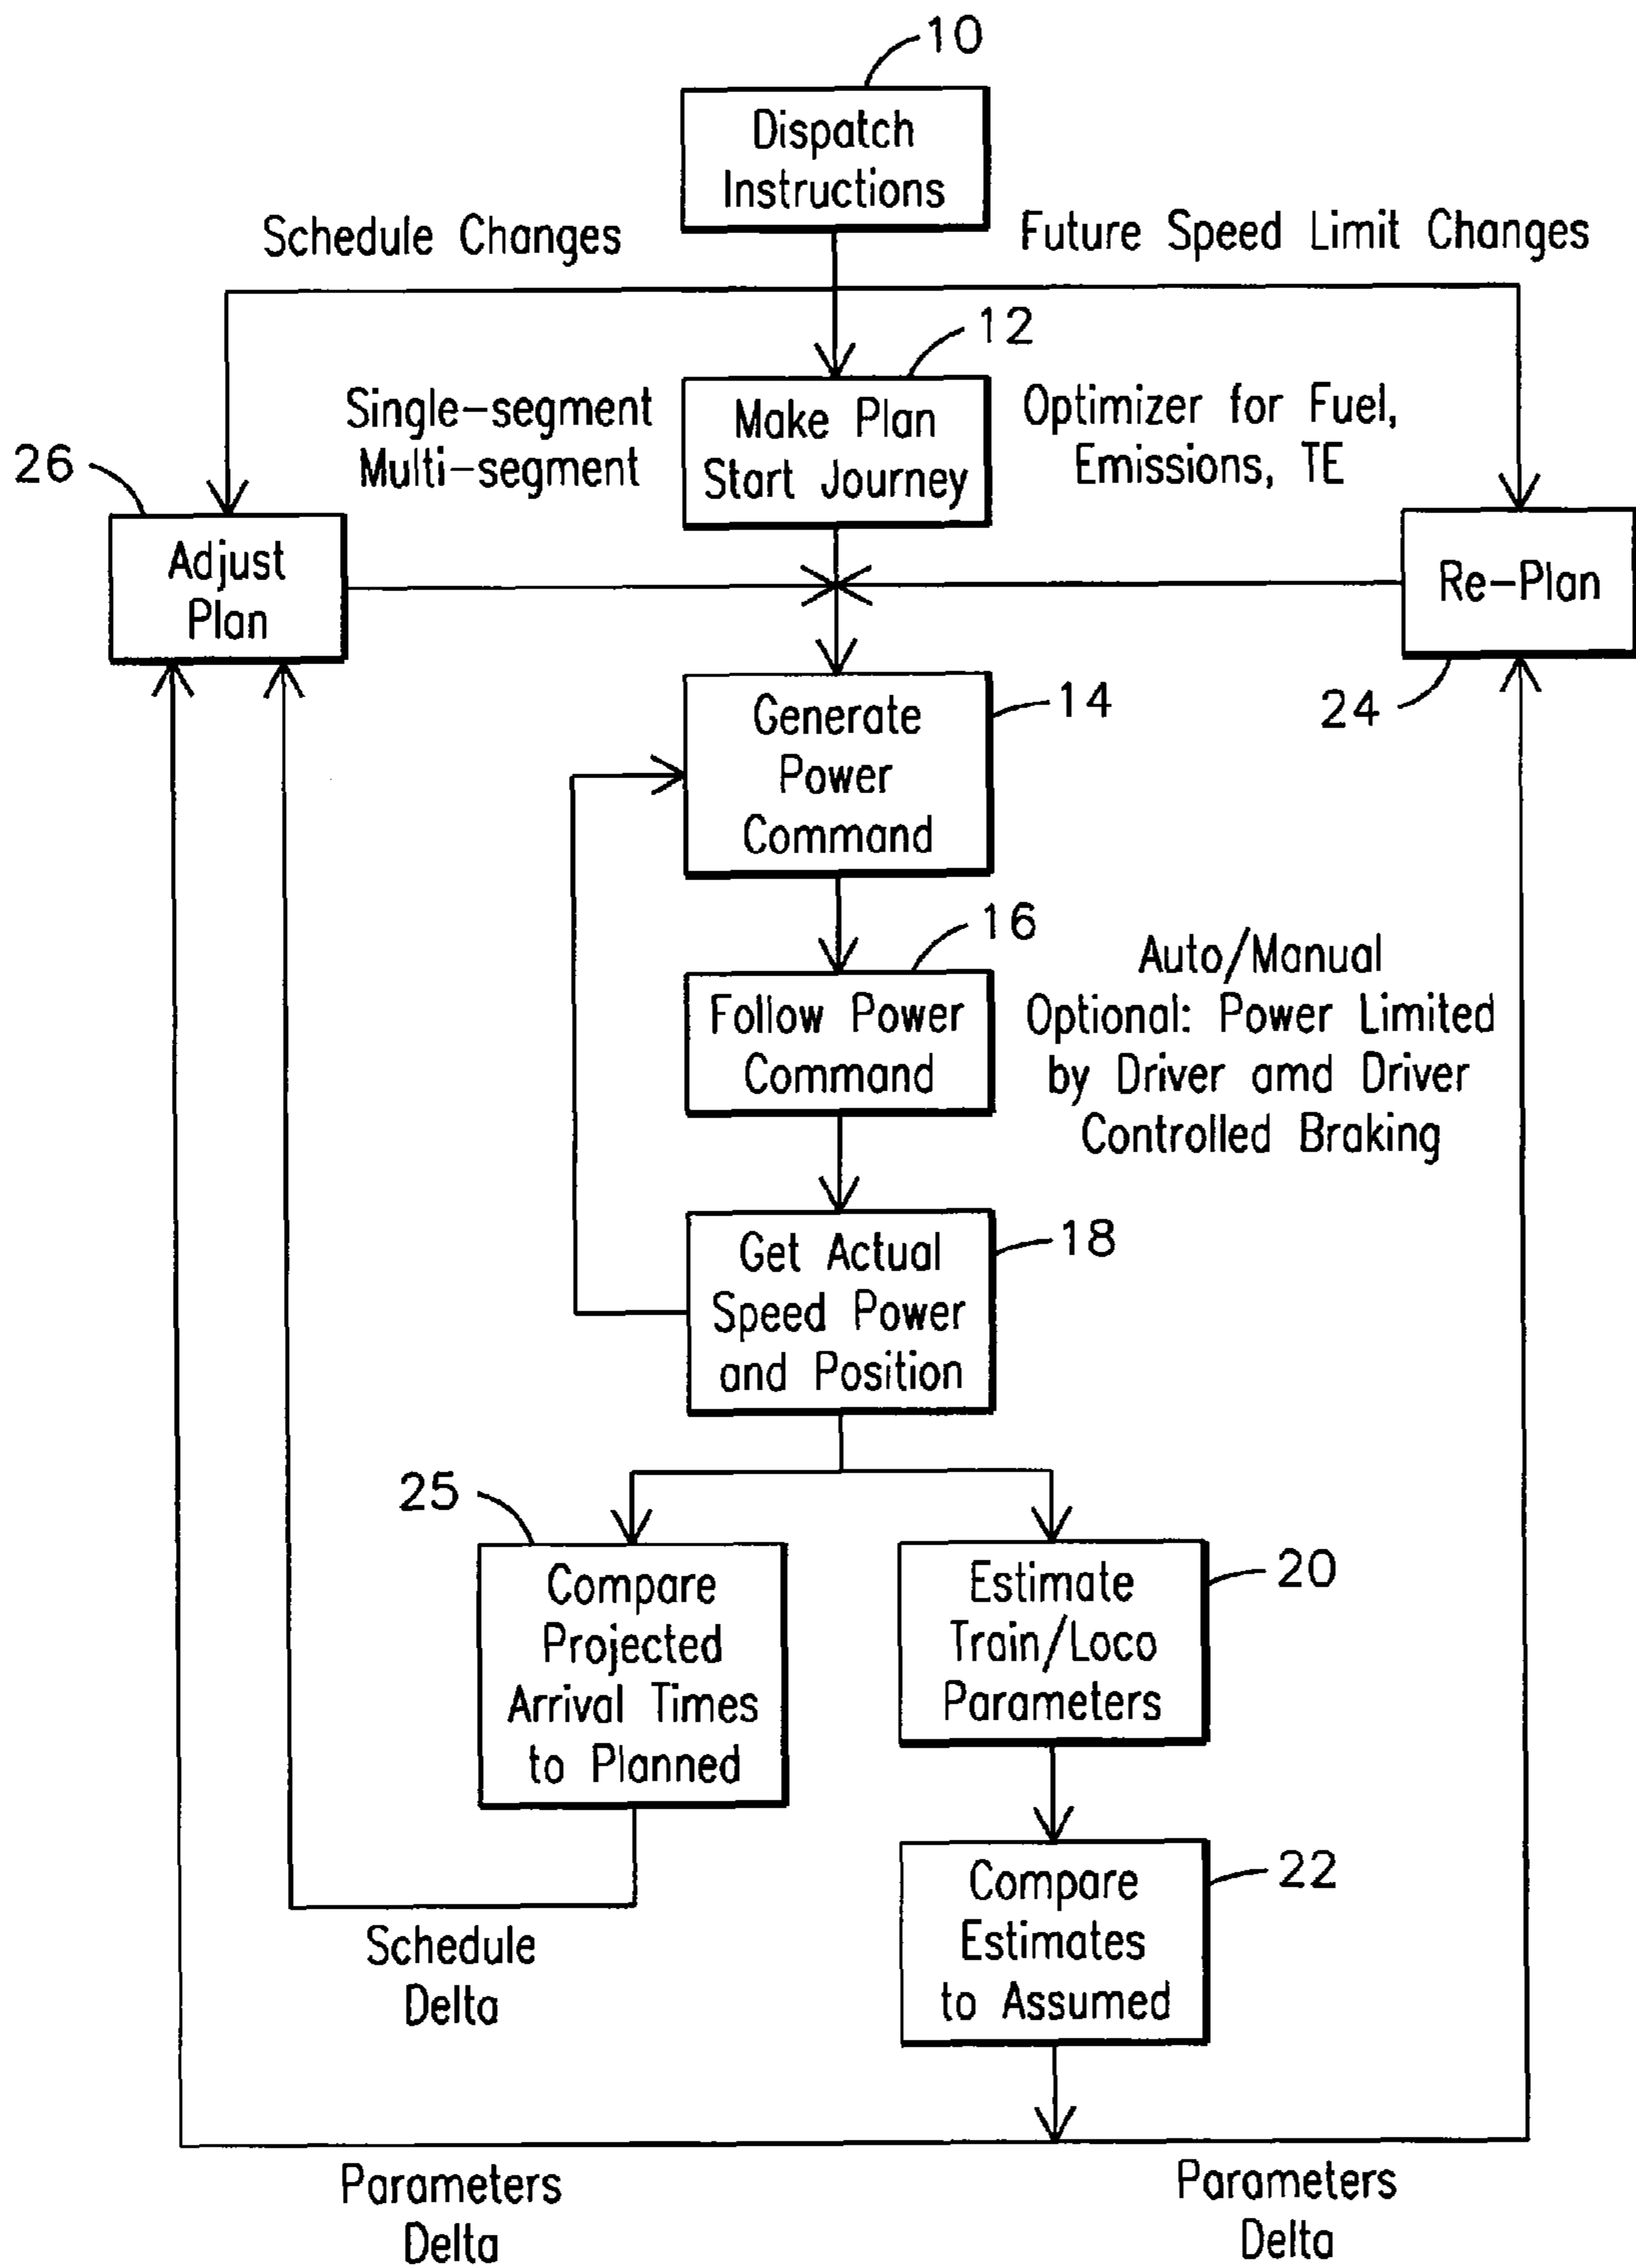 10
Dispatch
Instructions
Schedule Changes
Future Speed Limit Changes
12
Single-segment
Multi-segment
Make Plan
Start Journey
Optimizer for Fuel,
Emissions, TE
26
Adjust
Plan
Re-Plan
24
Generate
Power
Command
14
16
Follow Power
Command
Auto/Manual
Optional: Power Limited
by Driver amd Driver
Controlled Braking
Get Actual
Speed Power
and Position
18
25
Compare
Projected
Arrival Times
to Planned
Estimate
Train/Loco
Parameters
20
Compare
Estimates
to Assumed
22
Schedule
Delta
Parameters
Delta
Parameters
Delta